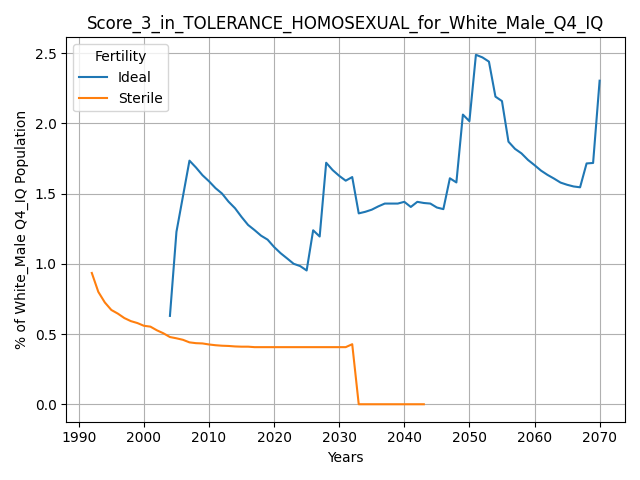 Score_3_in_TOLERANCE_HOMOSEXUAL_for_White_Male_Q4_IQ
Fertility
Ideal
Sterile
% of White_Male Q4_IQ Population
2.5
2.0
1.5
1.0
0.5
0.0
1990 2000 2010 2020 2030 2040 2050 2060 2070
Years